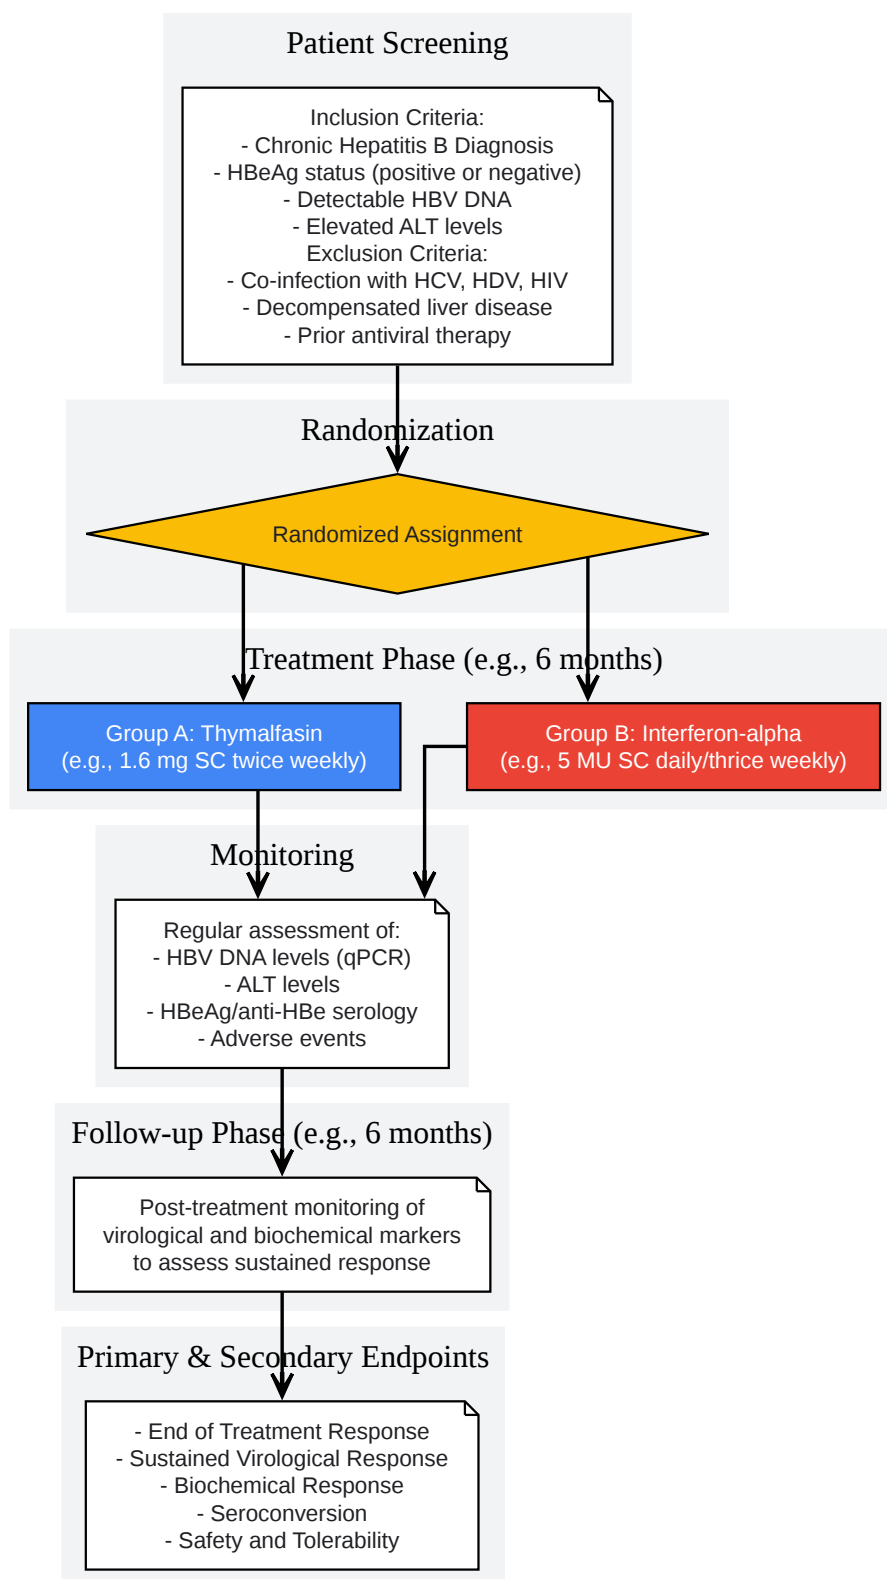 Patient Screening
Inclusion Criteria:
- Chronic Hepatitis B Diagnosis
- HBeAg status (positive or negative)
- Detectable HBV DNA
- Elevated ALT levels
Exclusion Criteria:
- Co-infection with HCV, HDV, HIV
- Decompensated liver disease
- Prior antiviral therapy
Randomization
Randomized Assignment
Treatment Phase (e.g., 6 months)
Group A: Thymalfasin
(e.g., 1.6 mg SC twice weekly)
Group B: Interferon-alpha
(e.g., 5 MU SC daily/thrice weekly)
Monitoring
Regular assessment of:
- HBV DNA levels (qPCR)
- ALT levels
- HBeAg/anti-HBe serology
- Adverse events
Follow-up Phase (e.g., 6 months)
Post-treatment monitoring of
virological and biochemical markers
to assess sustained response
Primary & Secondary Endpoints
- End of Treatment Response
- Sustained Virological Response
- Biochemical Response
- Seroconversion
- Safety and Tolerability